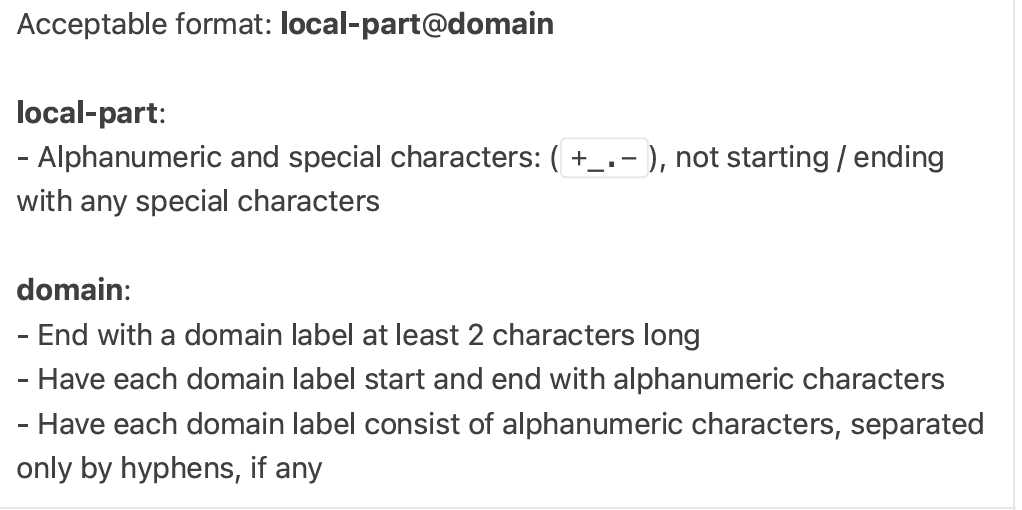 Acceptable format: local-part@domain
local-part:
- Alphanumeric and special characters: ( +_.- ), not starting / ending
with any special characters
domain:
- End with a domain label at least 2 characters long
- Have each domain label start and end with alphanumeric characters
- Have each domain label consist of alphanumeric characters, separated
only by hyphens, if any